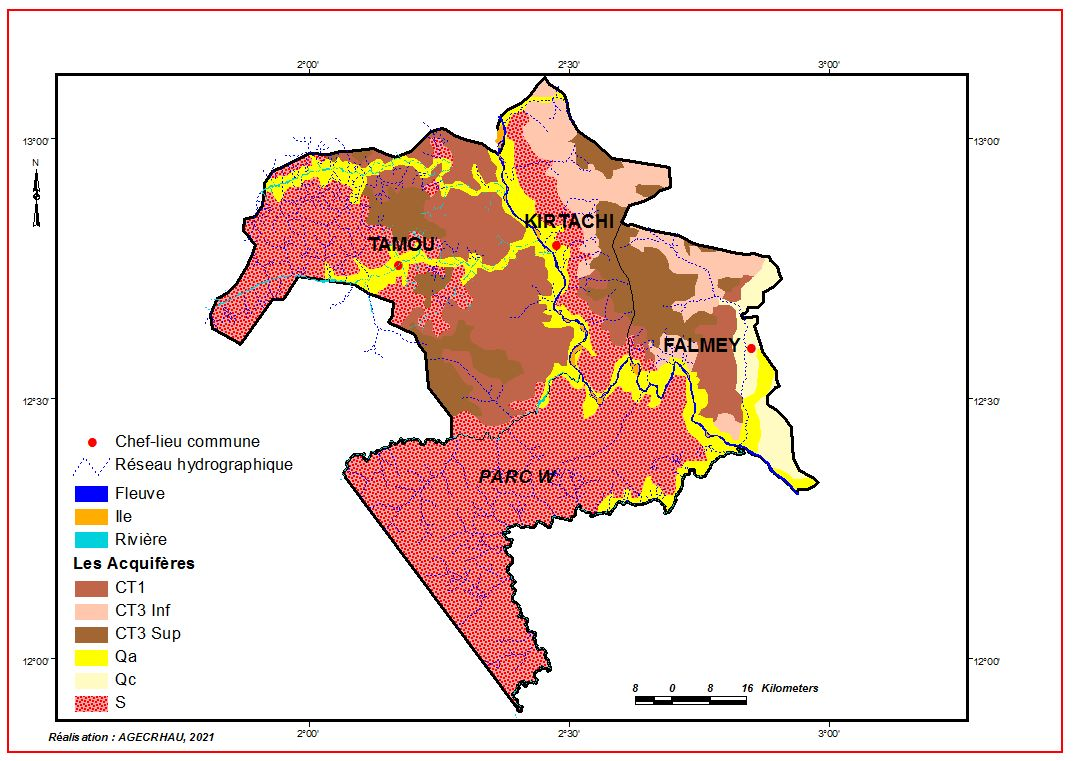 2°00' 2°30' 3°00'
13°00' 13°00'
N
KIRTACHI
TAMOU
FALMEY
12°30' 12°30'
Chef-lieu commune
Réseau hydrographique
PARC W
Fleuve
Ile
Rivière
Les Acquifères
CT1
CT3 Inf
CT3 Sup
Qa
12°00' 12°00'
Qc
8 0 8 16 Kilometers
S
2°00' 2°30' 3°00'
Réalisation : AGECRHAU, 2021